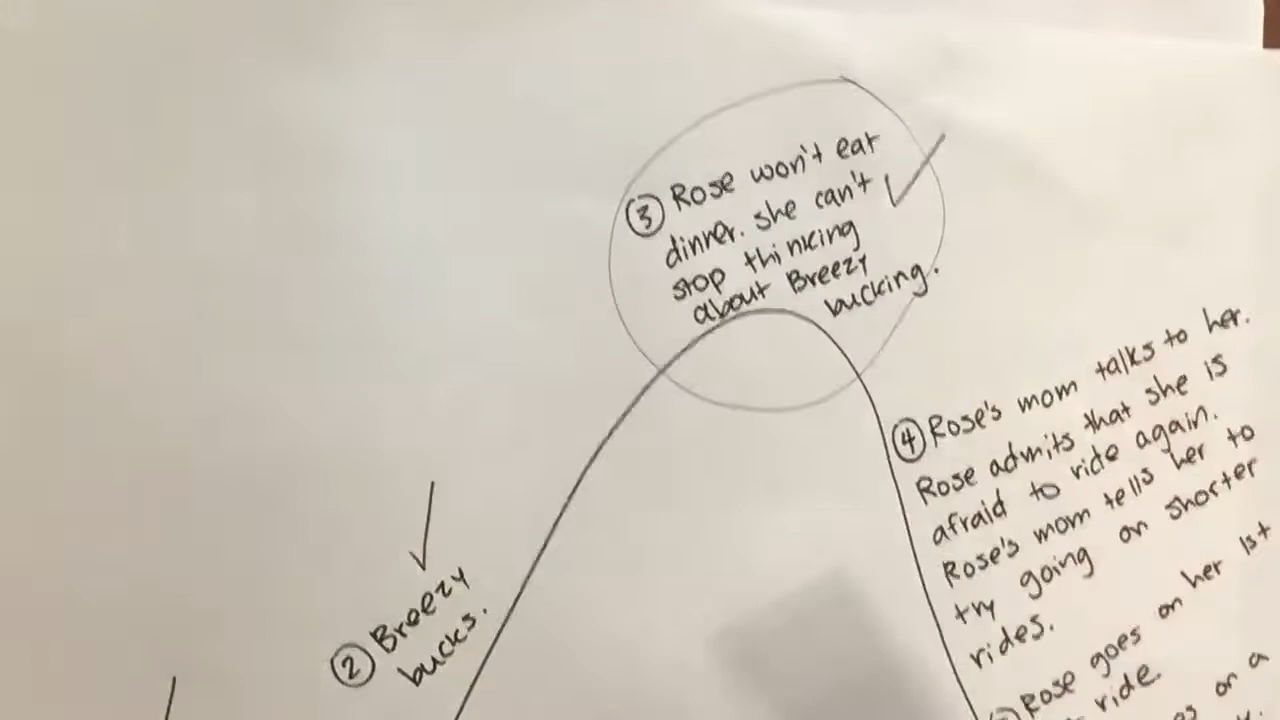 ③ Rose won't eat
dinner. she can't
stop thinking
about Breezy
bucking.
② Breezy
bucks.
④ Rose's mom talks to her.
Rose admits that she is
afraid to ride again.
Rose's mom tells her to
try going on shorter
rides.
Rose goes on her 1st
ride.
on a